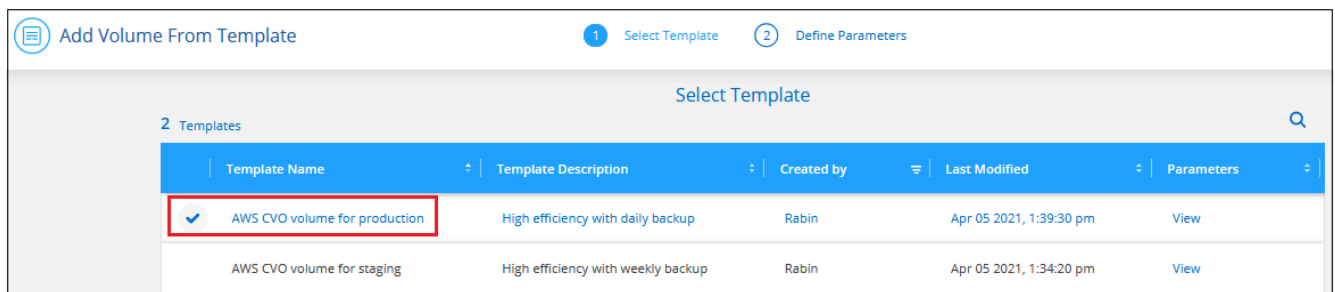 Add Volume From Template
1 Select Template 2 Define Parameters
Select Template
2 Templates
Template Name Template Description Created by Last Modified Parameters
AWS CVO volume for production High efficiency with daily backup Rabin Apr 05 2021, 1:39:30 pm View
AWS CVO volume for staging High efficiency with weekly backup Rabin Apr 05 2021, 1:34:20 pm View